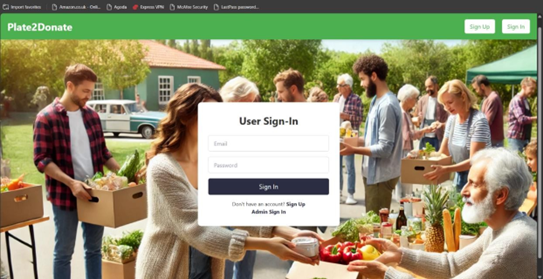 Import favorites
Amazon.co.uk - Onli...
Agoda
Express VPN
McAfee Security
LastPass password...
Plate2Donate
Sign Up
Sign In
User Sign-In
Email
Password
Sign In
Don't have an account? Sign Up
Admin Sign In